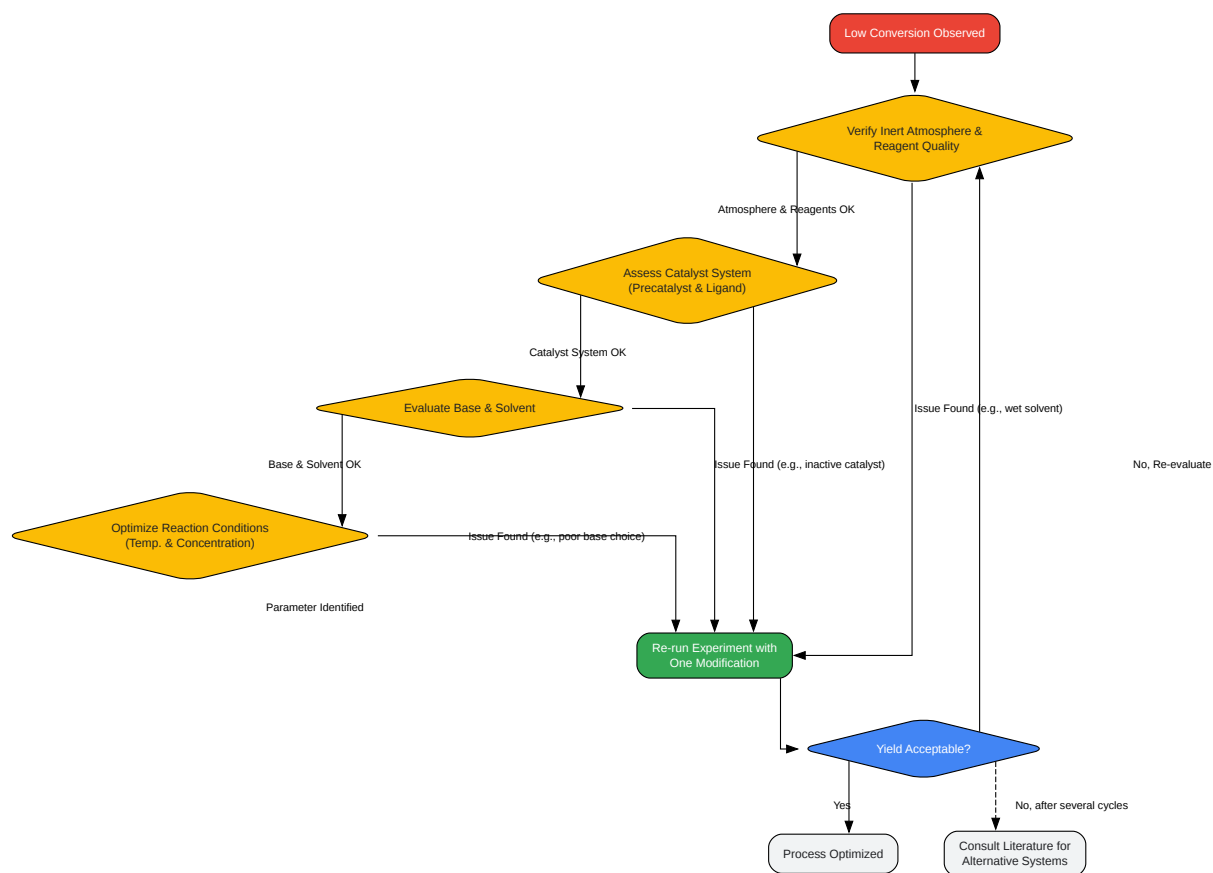 Low Conversion Observed
Verify Inert Atmosphere &
Reagent Quality
Atmosphere & Reagents OK
Assess Catalyst System
(Precatalyst & Ligand)
Catalyst System OK
Evaluate Base & Solvent
Issue Found (e.g., wet solvent)
Base & Solvent OK
Issue Found (e.g., inactive catalyst)
No, Re-evaluate
Optimize Reaction Conditions
(Temp. & Concentration)
Issue Found (e.g., poor base choice)
Parameter Identified
Re-run Experiment with
One Modification
Yield Acceptable?
Yes
No, after several cycles
Process Optimized
Consult Literature for
Alternative Systems